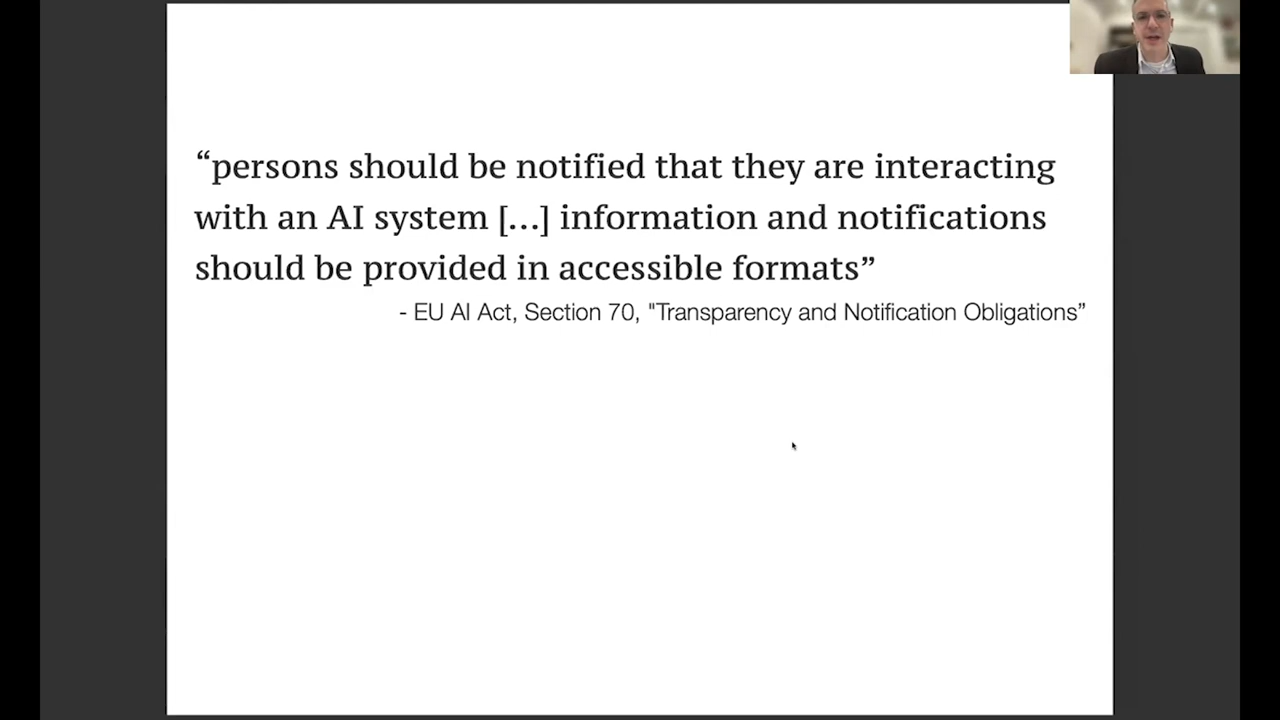 “persons should be notified that they are interacting
with an AI system [...] information and notifications
should be provided in accessible formats”
- EU AI Act, Section 70, "Transparency and Notification Obligations”